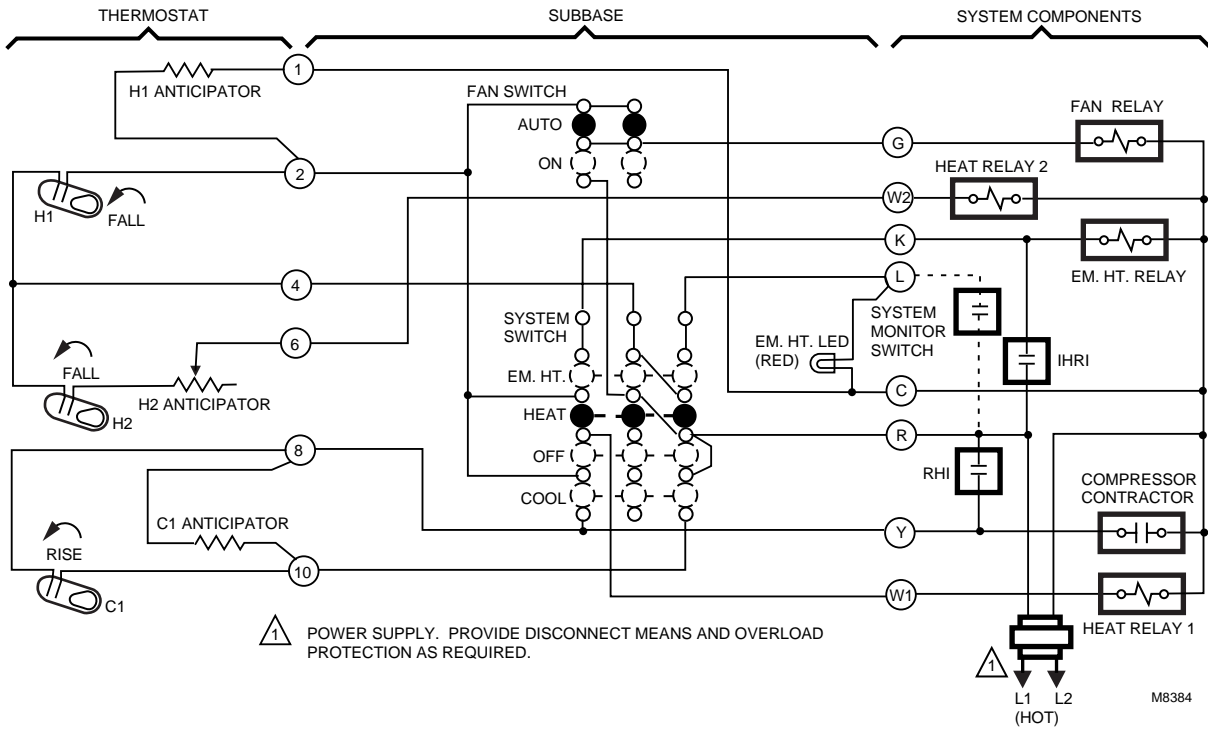 THERMOSTAT
SUBBASE
SYSTEM COMPONENTS
1
H1 ANTICIPATOR
FAN SWITCH
AUTO
ON
FAN RELAY
G
2
H1
FALL
HEAT RELAY 2
W2
K
EM. HT. RELAY
4
L
SYSTEM
SWITCH
SYSTEM
MONITOR
SWITCH
6
EM. HT. LED
(RED)
IHRI
FALL
H2 ANTICIPATOR
H2
EM. HT.
C
HEAT
R
8
OFF
RHI
COMPRESSOR
CONTRACTOR
COOL
C1 ANTICIPATOR
RISE
Y
10
C1
W1
HEAT RELAY 1
1 POWER SUPPLY. PROVIDE DISCONNECT MEANS AND OVERLOAD
PROTECTION AS REQUIRED.
1
L1 L2
(HOT)
M8384